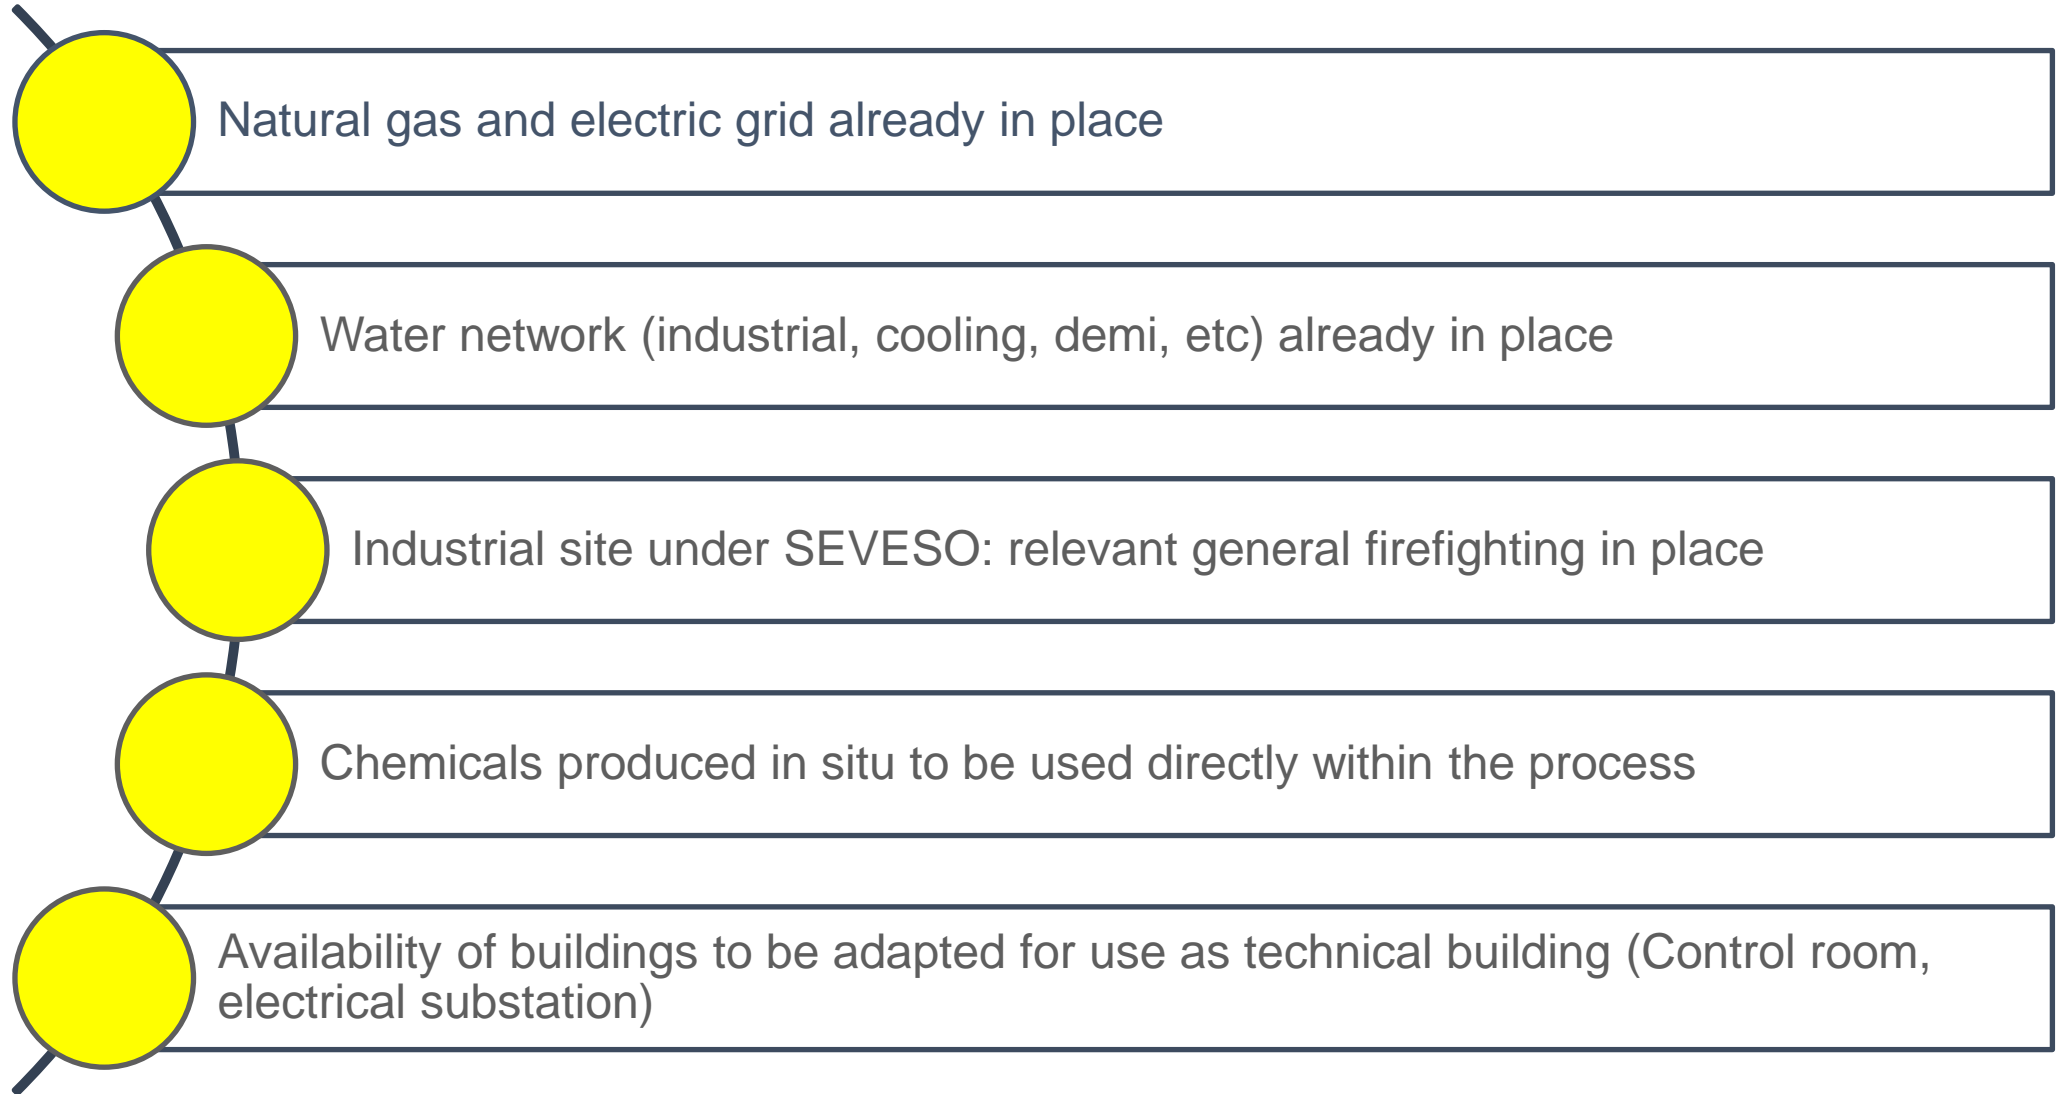 Natural gas and electric grid already in place
Water network (industrial, cooling, demi, etc) already in place
Industrial site under SEVESO: relevant general firefighting in place
Chemicals produced in situ to be used directly within the process
Availability of buildings to be adapted for use as technical building (Control room,
electrical substation)